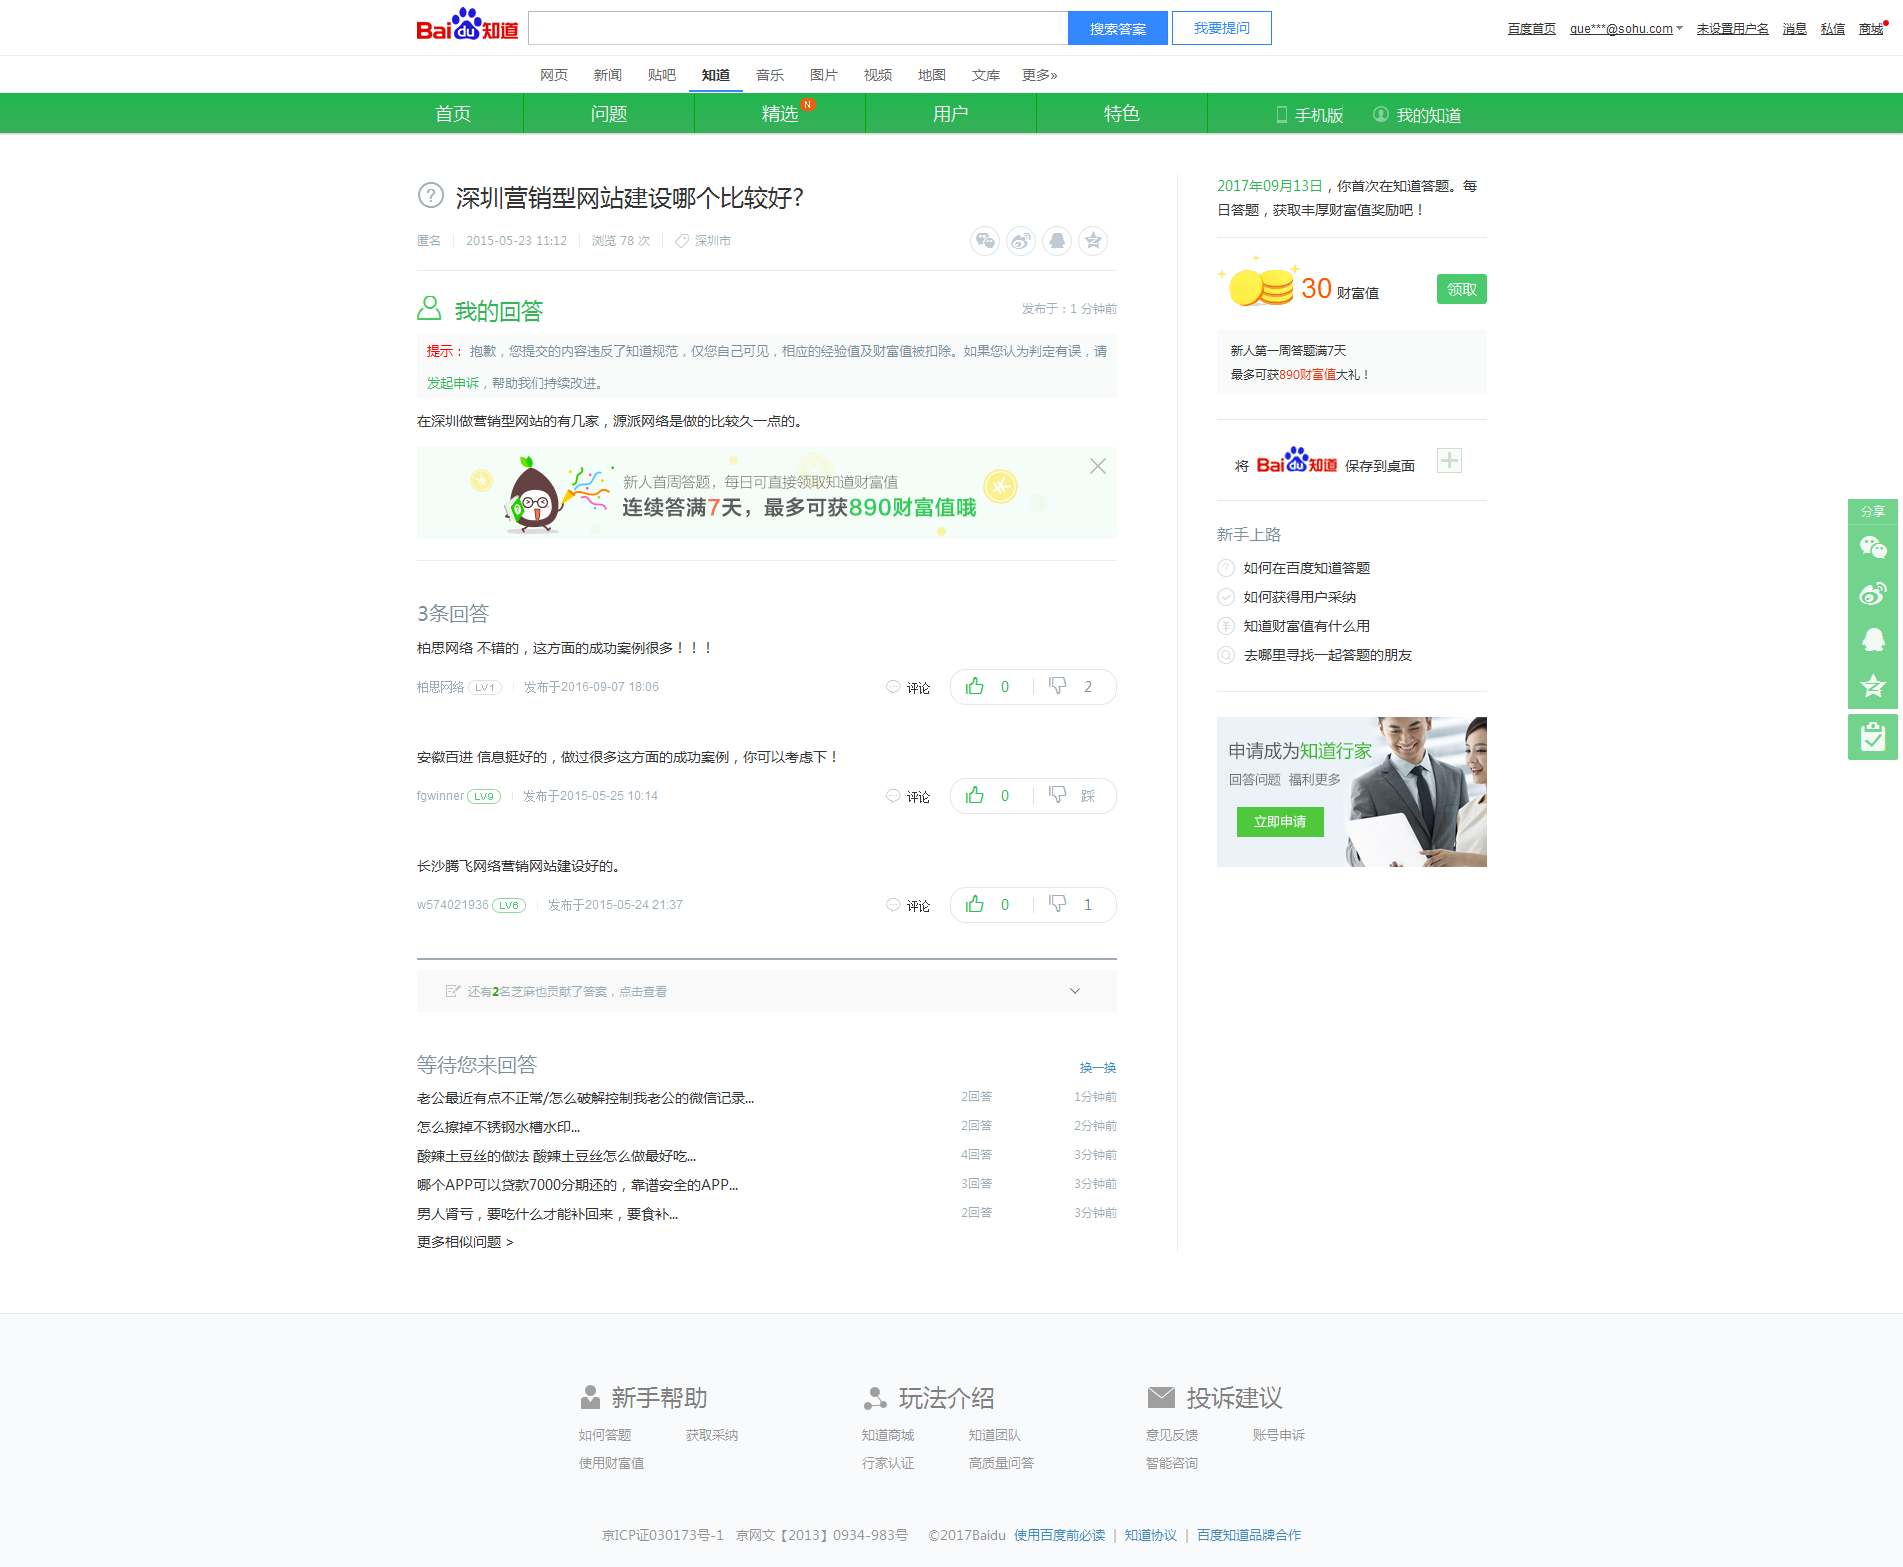 Bai du 知道 搜索答案 我要提问 百度首页 que***@sohu.com 未设置用户名 消息 私信 商城
网页 新闻 贴吧 知道 音乐 图片 视频 地图 文库 更多»
首页 问题 精选 N 用户 特色 手机版 我的知道
深圳营销型网站建设哪个比较好?
匿名 2015-05-23 11:12 浏览 78 次 深圳市
我的回答 发布于：1 分钟前
提示： 抱歉，您提交的内容违反了知道规范，仅您自己可见，相应的经验值及财富值被扣除。如果您认为判定有误，请
发起申诉，帮助我们持续改进。
在深圳做营销型网站的有几家，源派网络是做的比较久一点的。
新人首周答题，每日可直接领取知道财富值
连续答满7天，最多可获890财富值哦
3条回答
柏思网络 不错的，这方面的成功案例很多！！！
柏思网络 LV1 发布于2016-09-07 18:06 评论 0 2
安徽百进 信息挺好的，做过很多这方面的成功案例，你可以考虑下！
fgwinner LV9 发布于2015-05-25 10:14 评论 0 踩
长沙腾飞网络营销网站建设好的。
w574021936 LV6 发布于2015-05-24 21:37 评论 0 1
还有2名芝麻也贡献了答案，点击查看
等待您来回答 换一换
老公最近有点不正常/怎么破解控制我老公的微信记录... 2回答 1分钟前
怎么擦掉不锈钢水槽水印... 2回答 2分钟前
酸辣土豆丝的做法 酸辣土豆丝怎么做最好吃... 4回答 3分钟前
哪个APP可以贷款7000分期还的，靠谱安全的APP... 3回答 3分钟前
男人肾亏，要吃什么才能补回来，要食补... 2回答 3分钟前
更多相似问题 >
2017年09月13日，你首次在知道答题。每
日答题，获取丰厚财富值奖励吧！
30 财富值 领取
新人第一周答题满7天
最多可获890财富值大礼！
将 Bai du 知道 保存到桌面
新手上路
如何在百度知道答题
如何获得用户采纳
知道财富值有什么用
去哪里寻找一起答题的朋友
申请成为知道行家
回答问题 福利更多
立即申请
分享
新手帮助 玩法介绍 投诉建议
如何答题 获取采纳 知道商城 知道团队 意见反馈 账号申诉
使用财富值 行家认证 高质量问答 智能咨询
京ICP证030173号-1 京网文【2013】0934-983号 ©2017Baidu 使用百度前必读 | 知道协议 | 百度知道品牌合作